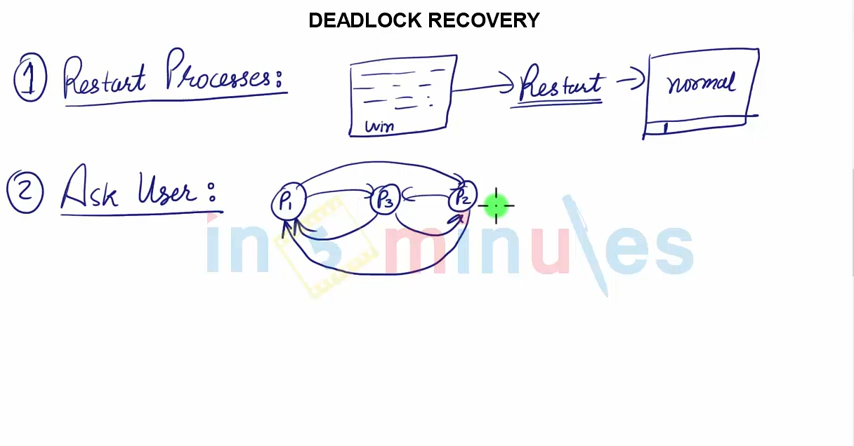 DEADLOCK RECOVERY
① Restart Processes:
win
Restart
normal
② Ask User:
P1
P3
P2
in 5 minutes